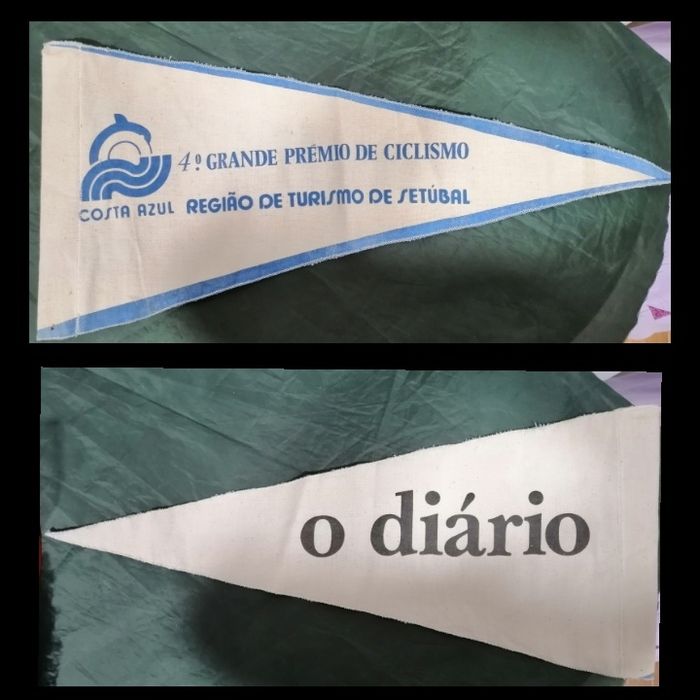 4º GRANDE PRÉMIO DE CICLISMO
COSTA AZUL REGIÃO DE TURISMO DE SETÚBAL
o diário